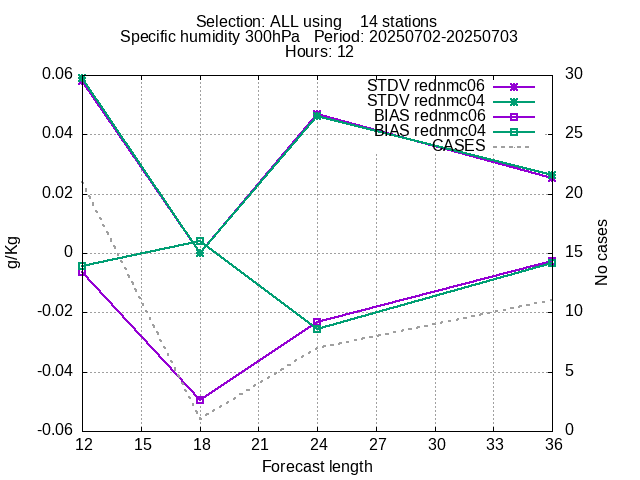 Selection: ALL using    14 stations
Specific humidity 300hPa   Period: 20250702-20250703
Hours: 12
STDV rednmc06
STDV rednmc04
BIAS rednmc06
BIAS rednmc04
CASES
0.06
0.04
0.02
0
-0.02
-0.04
-0.06
g/Kg
30
25
20
15
10
5
0
No cases
12 15 18 21 24 27 30 33 36
Forecast length